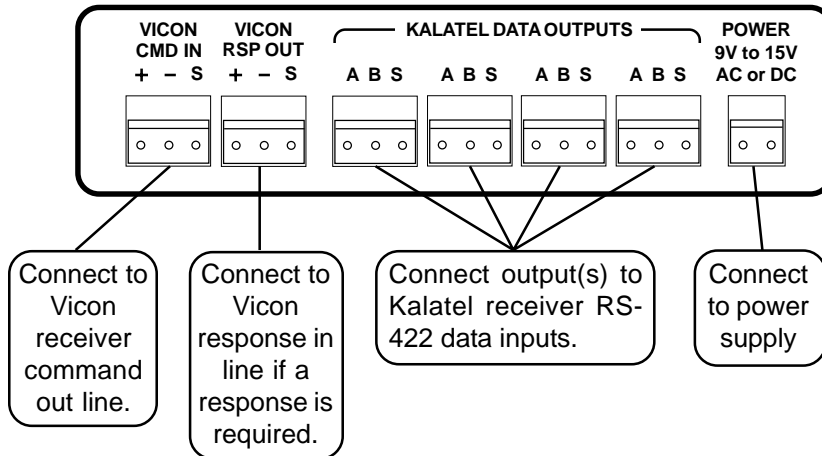 VICON
CMD IN
+ – S
VICON
RSP OUT
+ – S
KALATEL DATA OUTPUTS
A B S
A B S
A B S
A B S
POWER
9V to 15V
AC or DC
Connect to
Vicon
receiver
command
out line.
Connect to
Vicon
response in
line if a
response is
required.
Connect output(s) to
Kalatel receiver RS-
422 data inputs.
Connect
to power
supply